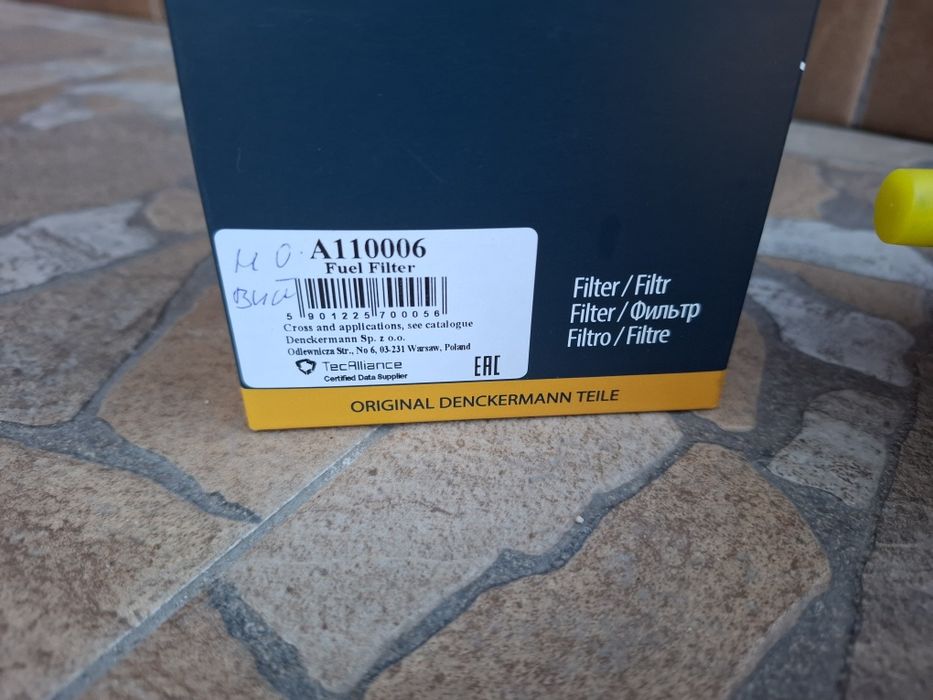 A110006
Fuel Filter
5 901225 700056
Cross and applications, see catalogue
Denckermann Sp. z o.o.
Odlewnicza Str., No 6, 03-231 Warsaw, Poland
TecAlliance
Certified Data Supplier
EAC
Filter / Filtr
Filter / Фильтр
Filtro / Filtre
ORIGINAL DENCKERMANN TEILE